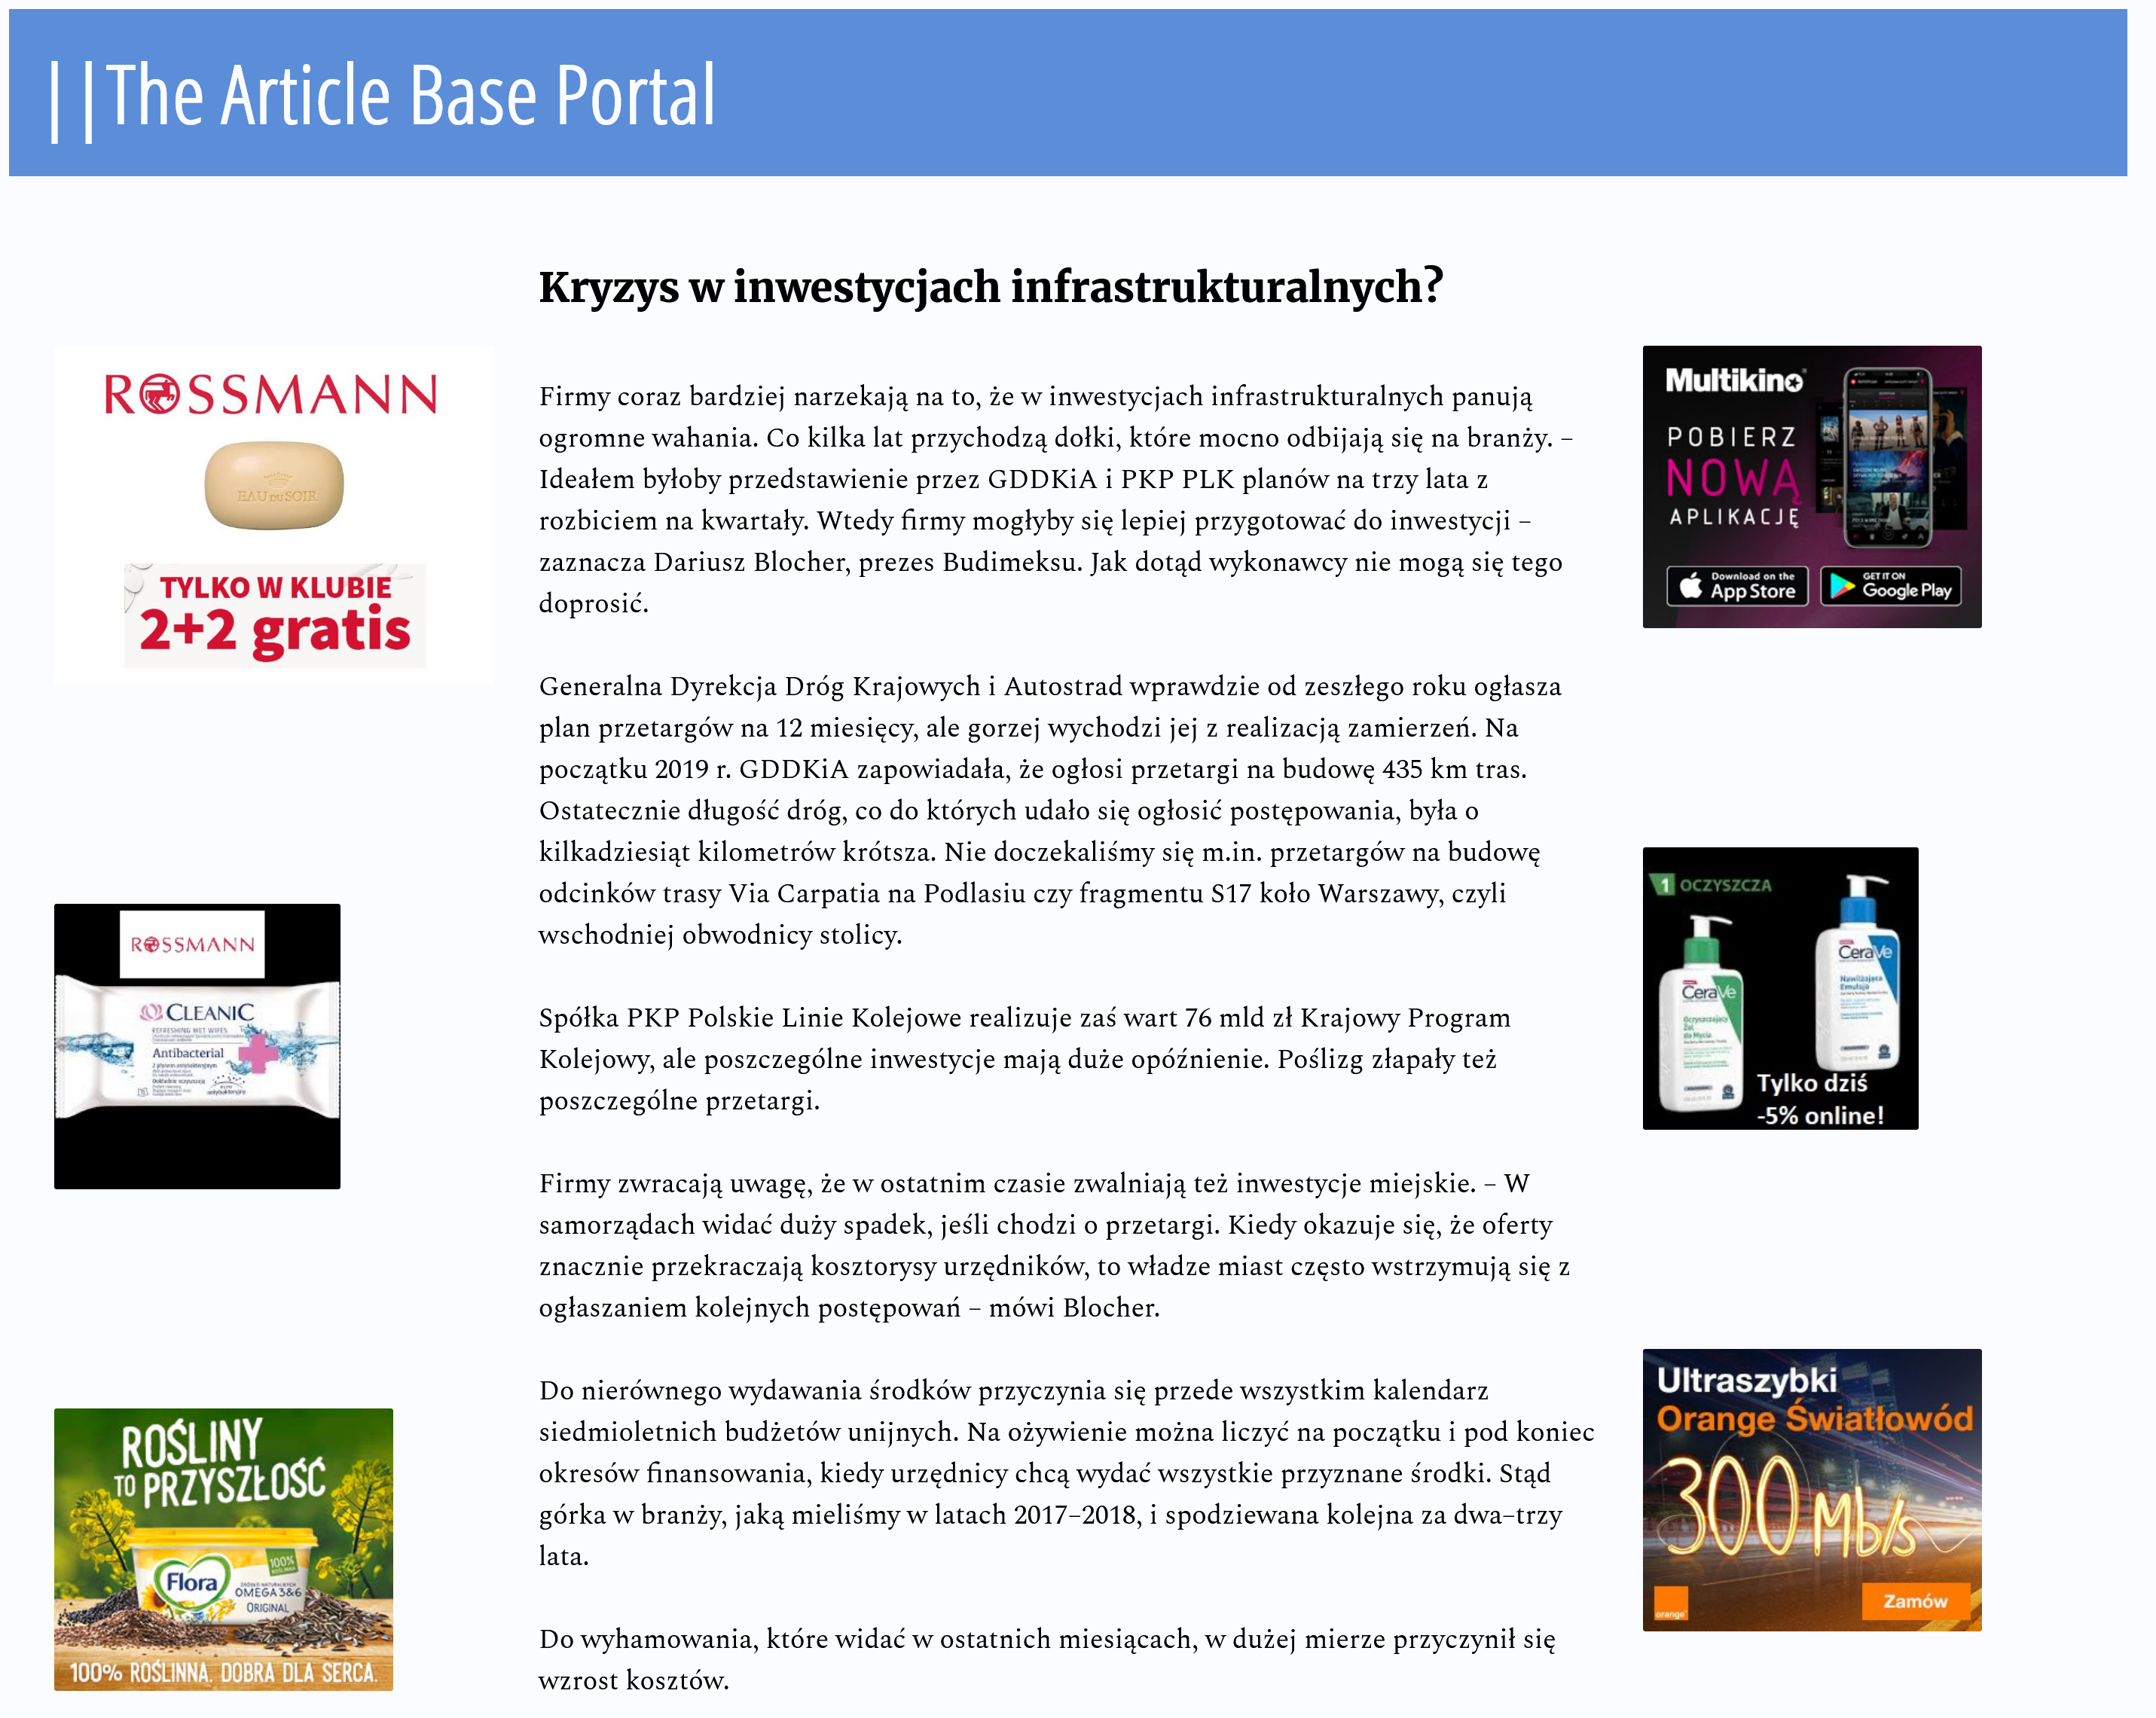 ||The Article Base Portal
Kryzys w inwestycjach infrastrukturalnych?
ROSSMANN
EAU DU SOIR
TYLKO W KLUBIE
2+2 gratis
ROSSMANN
CLEANIC
REFRESHING WET WIPES
Antibacterial
ROŚLINY
TO PRZYSZŁOŚĆ
100%
Flora
OMEGA 3&6
ORIGINAL
100% ROŚLINNA. DOBRA DLA SERCA.
Firmy coraz bardziej narzekają na to, że w inwestycjach infrastrukturalnych panują
ogromne wahania. Co kilka lat przychodzą dołki, które mocno odbijają się na branży. –
Ideałem byłoby przedstawienie przez GDDKiA i PKP PLK planów na trzy lata z
rozbiciem na kwartały. Wtedy firmy mogłyby się lepiej przygotować do inwestycji –
zaznacza Dariusz Blocher, prezes Budimeksu. Jak dotąd wykonawcy nie mogą się tego
doprosić.
Generalna Dyrekcja Dróg Krajowych i Autostrad wprawdzie od zeszłego roku ogłasza
plan przetargów na 12 miesięcy, ale gorzej wychodzi jej z realizacją zamierzeń. Na
początku 2019 r. GDDKiA zapowiadała, że ogłosi przetargi na budowę 435 km tras.
Ostatecznie długość dróg, co do których udało się ogłosić postępowania, była o
kilkadziesiąt kilometrów krótsza. Nie doczekaliśmy się m.in. przetargów na budowę
odcinków trasy Via Carpatia na Podlasiu czy fragmentu S17 koło Warszawy, czyli
wschodniej obwodnicy stolicy.
Spółka PKP Polskie Linie Kolejowe realizuje zaś wart 76 mld zł Krajowy Program
Kolejowy, ale poszczególne inwestycje mają duże opóźnienie. Poślizg złapały też
poszczególne przetargi.
Firmy zwracają uwagę, że w ostatnim czasie zwalniają też inwestycje miejskie. – W
samorządach widać duży spadek, jeśli chodzi o przetargi. Kiedy okazuje się, że oferty
znacznie przekraczają kosztorysy urzędników, to władze miast często wstrzymują się z
ogłaszaniem kolejnych postępowań – mówi Blocher.
Do nierównego wydawania środków przyczynia się przede wszystkim kalendarz
siedmioletnich budżetów unijnych. Na ożywienie można liczyć na początku i pod koniec
okresów finansowania, kiedy urzędnicy chcą wydać wszystkie przyznane środki. Stąd
górka w branży, jaką mieliśmy w latach 2017–2018, i spodziewana kolejna za dwa–trzy
lata.
Do wyhamowania, które widać w ostatnich miesiącach, w dużej mierze przyczynił się
wzrost kosztów.
Multikino
POBIERZ
NOWĄ
APLIKACJĘ
Download on the
App Store
GET IT ON
Google Play
1 OCZYSZCZA
CeraVe
Nawilżająca
Emulsja
CeraVe
Oczyszczający
Żel
do Mycia
Tylko dziś
-5% online!
Ultraszybki
Orange Światłowód
300 Mb/s
orange
Zamów